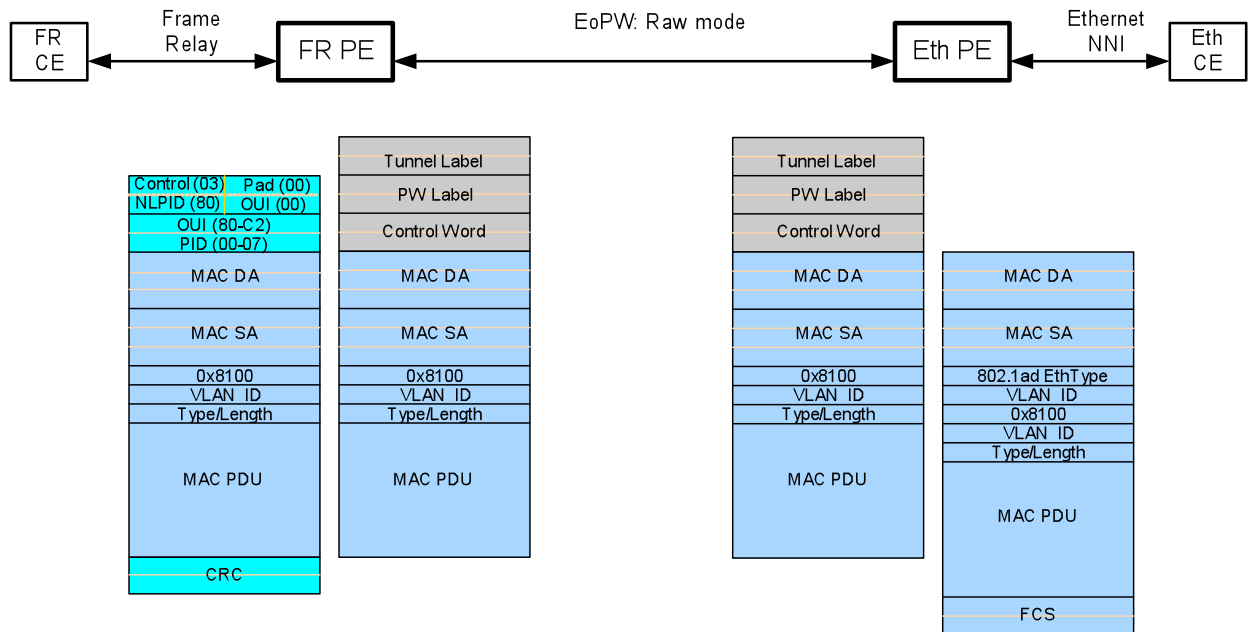 FR
CE
Frame
Relay
FR PE
EoPW: Raw mode
Eth PE
Ethernet
NNI
Eth
CE
Control (03) Pad (00)
NLPID (80) OUI (00)
OUI (80-C2)
PID (00-07)
MAC DA
MAC SA
0x8100
VLAN ID
Type/Length
MAC PDU
CRC
Tunnel Label
PW Label
Control Word
MAC DA
MAC SA
0x8100
VLAN ID
Type/Length
MAC PDU
Tunnel Label
PW Label
Control Word
MAC DA
MAC SA
0x8100
VLAN ID
Type/Length
MAC PDU
MAC DA
MAC SA
802.1ad EthType
VLAN ID
0x8100
VLAN ID
Type/Length
MAC PDU
FCS